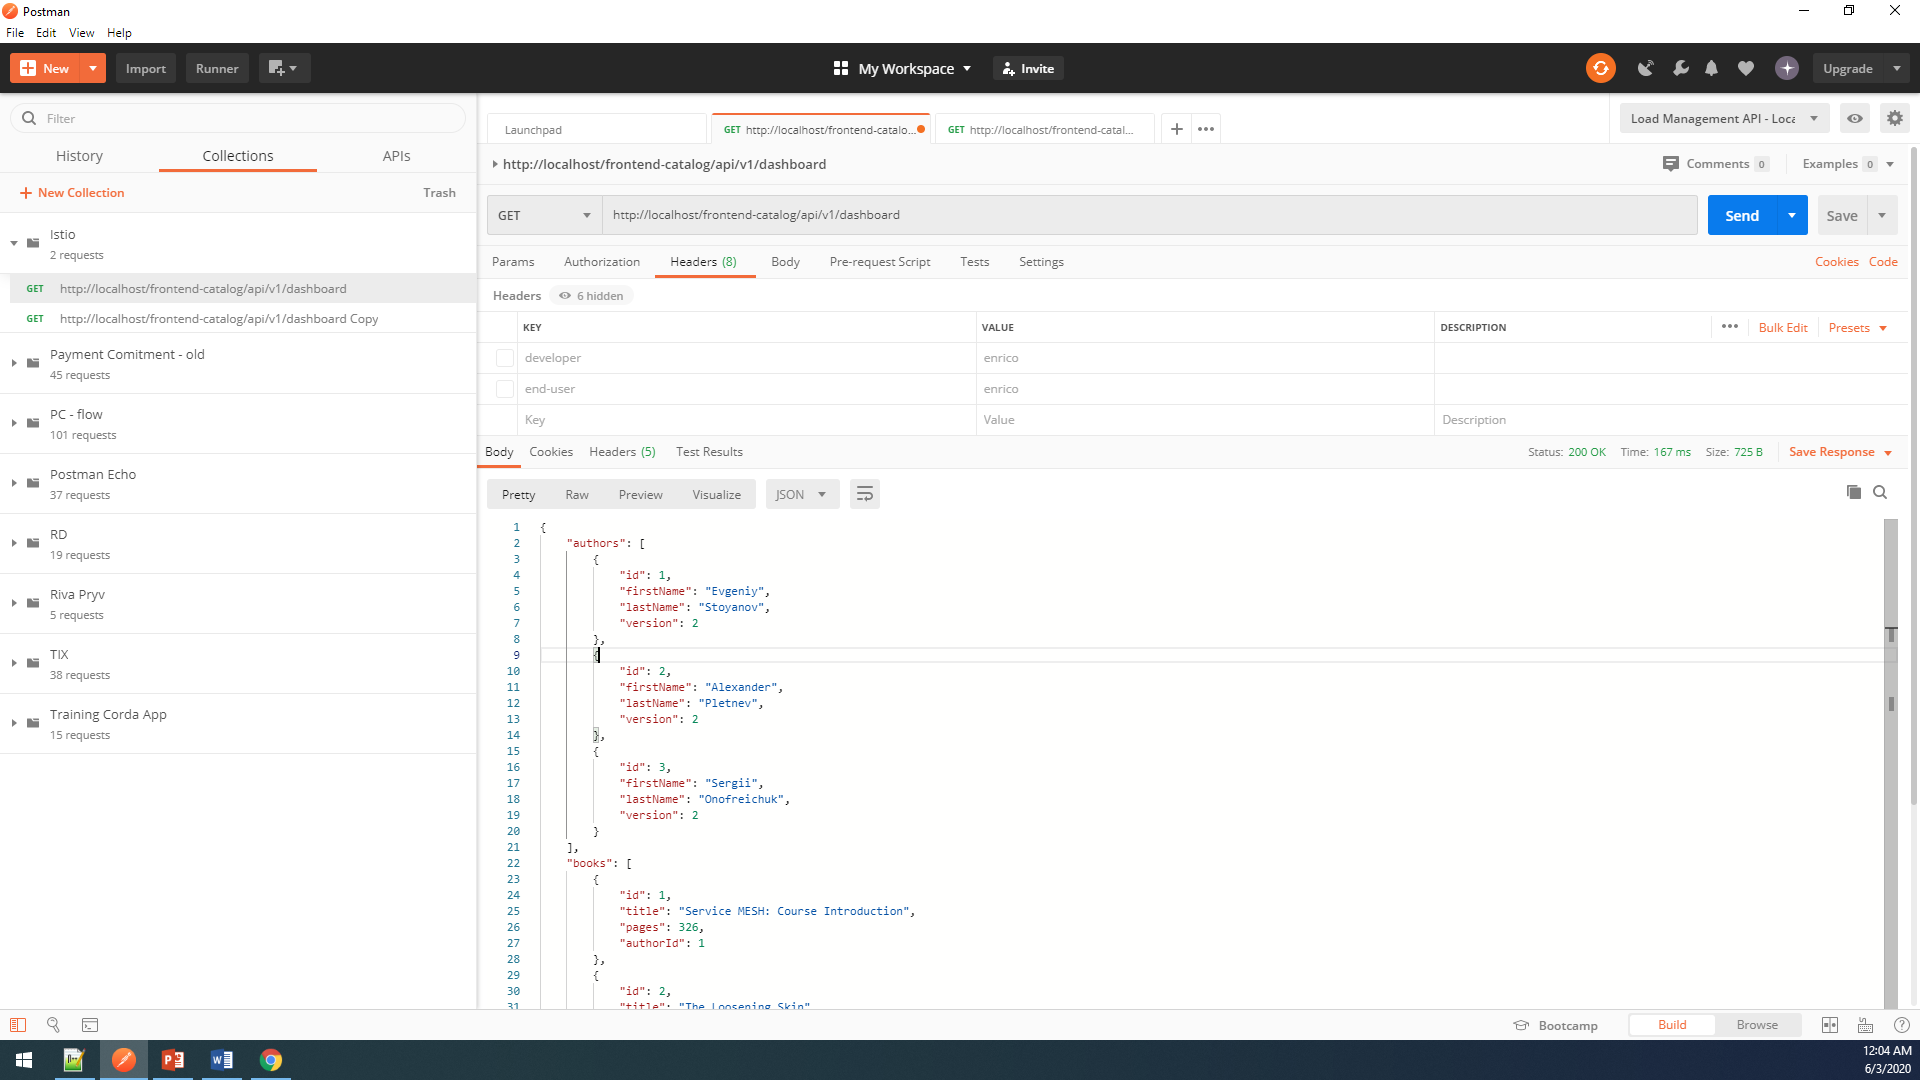 Postman
File Edit View Help
New Import Runner My Workspace Invite Upgrade
Filter
History Collections APIs
New Collection Trash
Istio
2 requests
GET http://localhost/frontend-catalog/api/v1/dashboard
GET http://localhost/frontend-catalog/api/v1/dashboard Copy
Payment Comitment - old
45 requests
PC - flow
101 requests
Postman Echo
37 requests
RD
19 requests
Riva Pryv
5 requests
TIX
38 requests
Training Corda App
15 requests
Launchpad GET http://localhost/frontend-catalo... GET http://localhost/frontend-catal... Load Management API - Loca
http://localhost/frontend-catalog/api/v1/dashboard Comments 0 Examples 0
GET http://localhost/frontend-catalog/api/v1/dashboard Send Save
Params Authorization Headers (8) Body Pre-request Script Tests Settings Cookies Code
Headers 6 hidden
KEY VALUE DESCRIPTION Bulk Edit Presets
developer enrico
end-user enrico
Key Value Description
Body Cookies Headers (5) Test Results Status: 200 OK Time: 167 ms Size: 725 B Save Response
Pretty Raw Preview Visualize JSON
1 {
2 "authors": [
3 {
4 "id": 1,
5 "firstName": "Evgeniy",
6 "lastName": "Stoyanov",
7 "version": 2
8 },
9 {
10 "id": 2,
11 "firstName": "Alexander",
12 "lastName": "Pletnev",
13 "version": 2
14 },
15 {
16 "id": 3,
17 "firstName": "Sergii",
18 "lastName": "Onofreichuk",
19 "version": 2
20 }
21 ],
22 "books": [
23 {
24 "id": 1,
25 "title": "Service MESH: Course Introduction",
26 "pages": 326,
27 "authorId": 1
28 },
29 {
30 "id": 2,
31 "title": "The Loosening Skin"
Bootcamp Build Browse
12:04 AM
6/3/2020